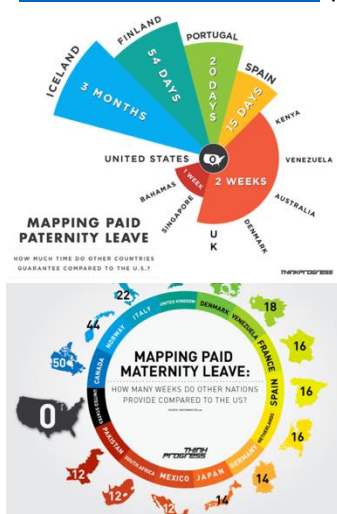 ICELAND
3 MONTHS
FINLAND
54 DAYS
PORTUGAL
20 DAYS
SPAIN
15 DAYS
KENYA
VENEZUELA
AUSTRALIA
DENMARK
UK
2 WEEKS
SINGAPORE
BAHAMAS
1 WEEK
UNITED STATES
0
MAPPING PAID
PATERNITY LEAVE
HOW MUCH TIME DO OTHER COUNTRIES
GUARANTEE COMPARED TO THE U.S.?
THINKPROGRESS
22
18
44
16
50
16
0
16
12
14
12
14
12
UNITED KINGDOM
DENMARK
VENEZUELA
FRANCE
SPAIN
NETHERLANDS
GERMANY
JAPAN
MEXICO
SOUTH AFRICA
PAKISTAN
UNITED STATES
CANADA
NORWAY
ITALY
MAPPING PAID
MATERNITY LEAVE:
HOW MANY WEEKS DO OTHER NATIONS
PROVIDE COMPARED TO THE US?
THINK
PROGRESS